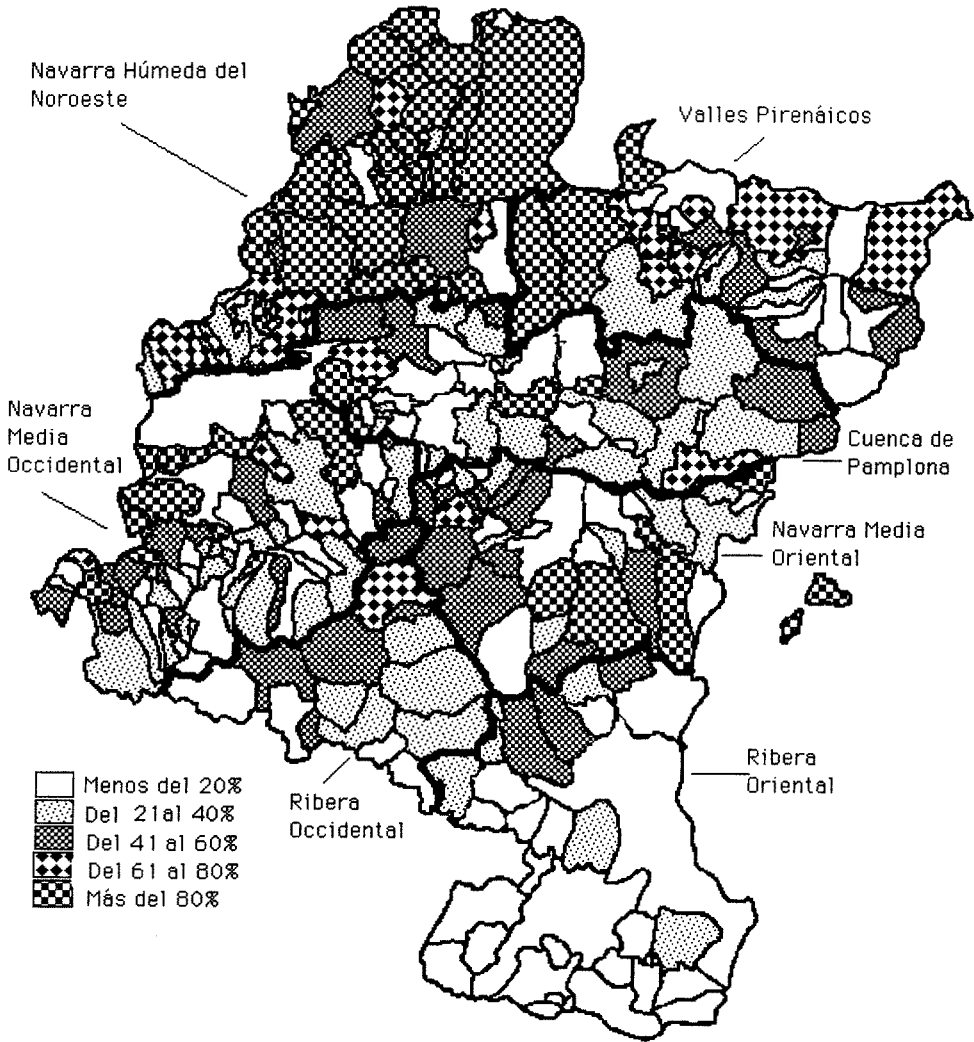 Navarra Húmeda del
Noroeste
Valles Pirenáicos
Navarra
Media
Occidental
Cuenca de
Pamplona
Navarra Media
Oriental
Ribera
Oriental
Ribera
Occidental
Menos del 20%
Del 21al 40%
Del 41 al 60%
Del 61 al 80%
Más del 80%